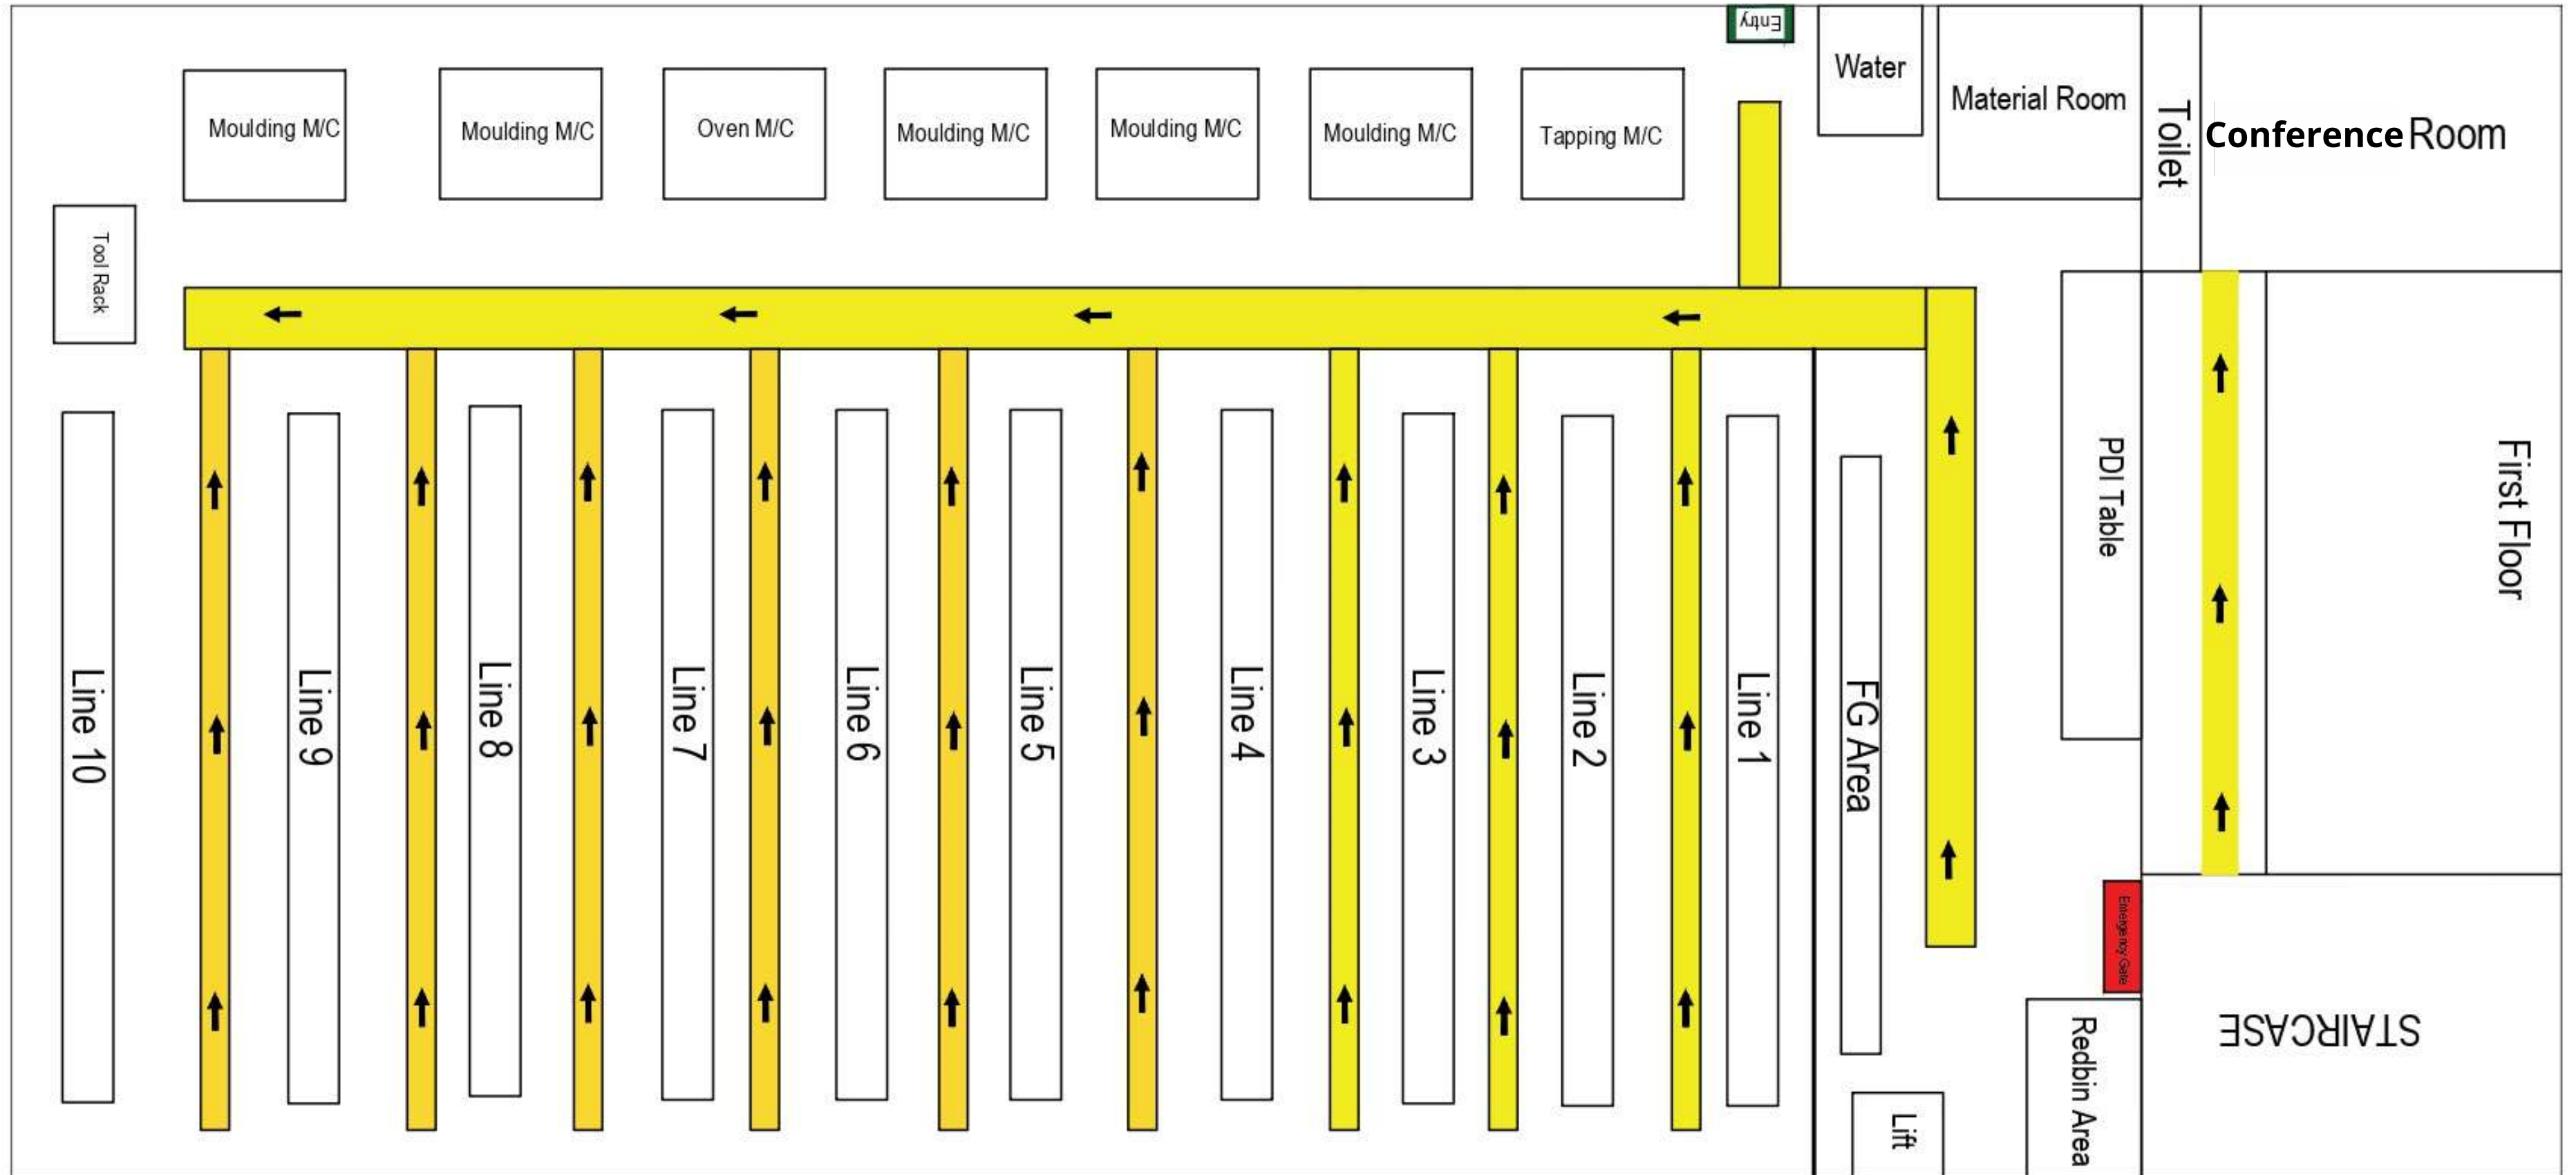 Entry
Water
Material Room
Toilet
Conference Room
Moulding M/C
Moulding M/C
Oven M/C
Moulding M/C
Moulding M/C
Moulding M/C
Tapping M/C
Tool Rack
PDI Table
First Floor
Line 10
Line 9
Line 8
Line 7
Line 6
Line 5
Line 4
Line 3
Line 2
Line 1
FG Area
Emergency Gate
STAIRCASE
Redbin Area
Lift